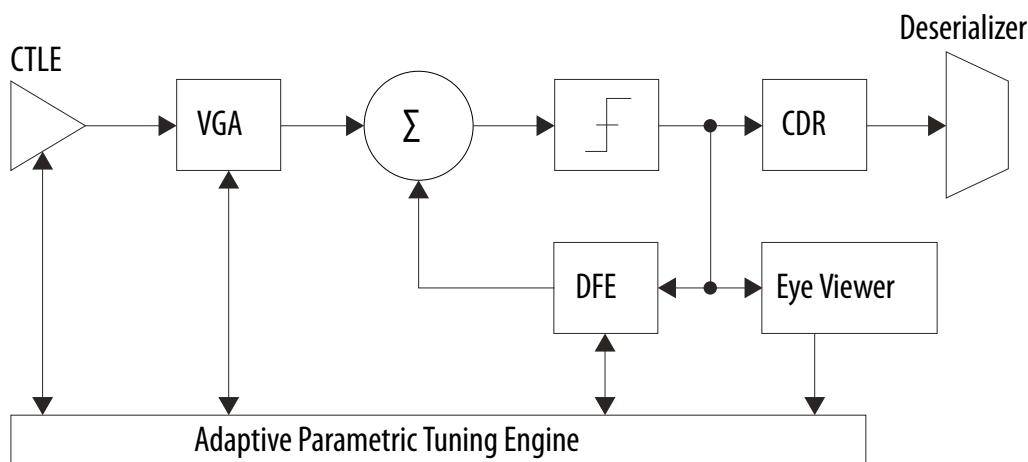 Deserializer
CTLE
VGA
Σ
CDR
DFE
Eye Viewer
Adaptive Parametric Tuning Engine